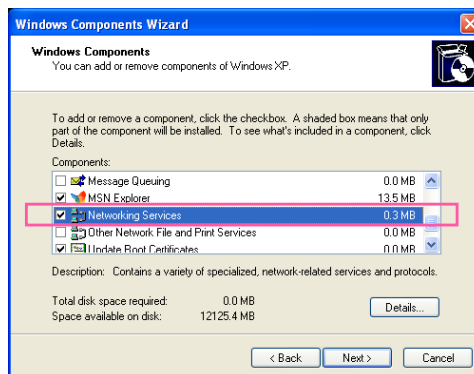 Windows Components Wizard
Windows Components
You can add or remove components of Windows XP.
To add or remove a component, click the checkbox. A shaded box means that only
part of the component will be installed. To see what's included in a component, click
Details.
Components:
Message Queuing 0.0 MB
MSN Explorer 13.5 MB
Networking Services 0.3 MB
Other Network File and Print Services 0.0 MB
Update Root Certificates 0.0 MB
Description: Contains a variety of specialized, network-related services and protocols.
Total disk space required: 0.0 MB
Space available on disk: 12125.4 MB
Details...
< Back Next > Cancel